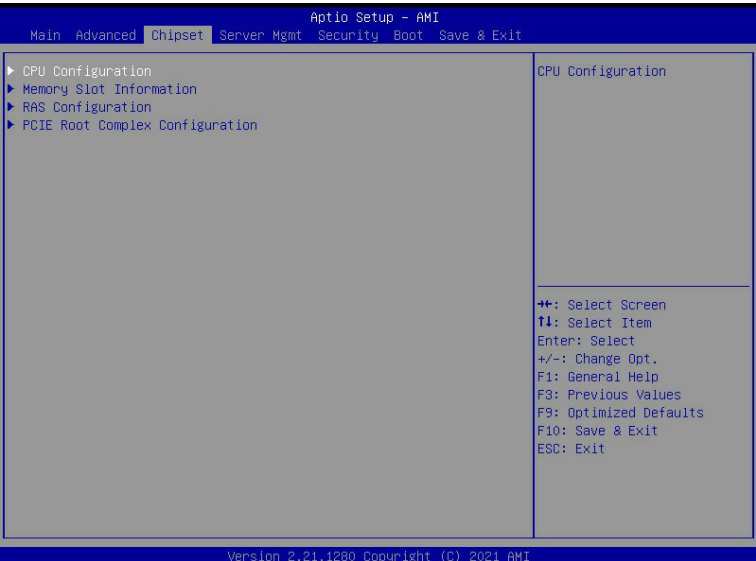 Aptio Setup – AMI
Main Advanced Chipset Server Mgmt Security Boot Save & Exit
▶ CPU Configuration
▶ Memory Slot Information
▶ RAS Configuration
▶ PCIE Root Complex Configuration
CPU Configuration
→←: Select Screen
↑↓: Select Item
Enter: Select
+/-: Change Opt.
F1: General Help
F3: Previous Values
F9: Optimized Defaults
F10: Save & Exit
ESC: Exit
Version 2.21.1280 Copyright (C) 2021 AMI